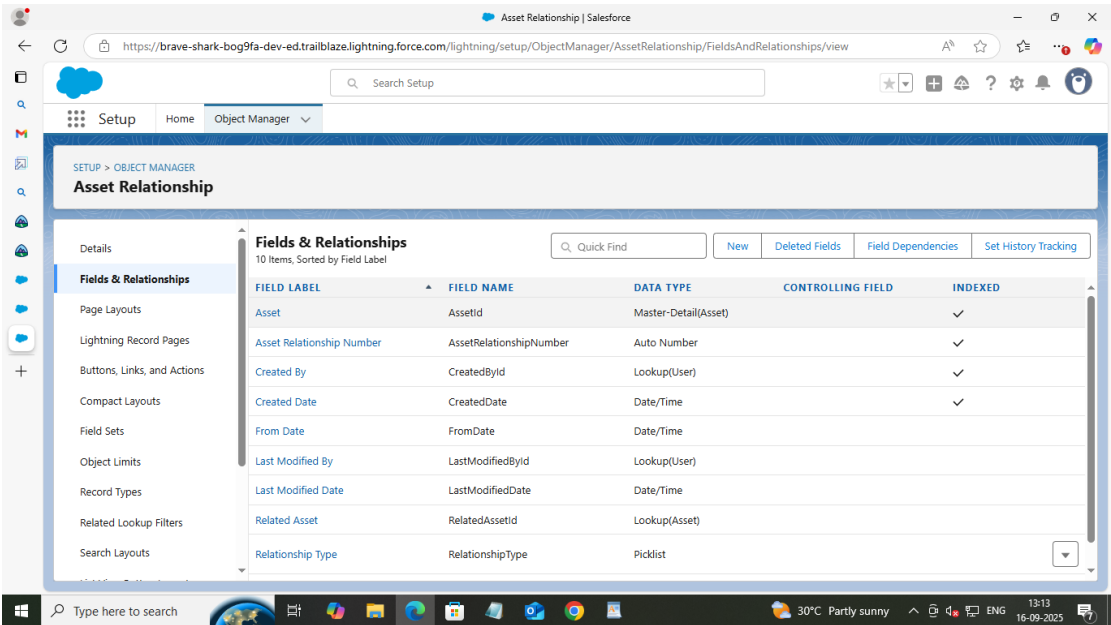 Asset Relationship | Salesforce
https://brave-shark-bog9fa-dev-ed.trailblaze.lightning.force.com/lightning/setup/ObjectManager/AssetRelationship/FieldsAndRelationships/view
Search Setup
Setup
Home
Object Manager
SETUP > OBJECT MANAGER
Asset Relationship
Details
Fields & Relationships
Page Layouts
Lightning Record Pages
Buttons, Links, and Actions
Compact Layouts
Field Sets
Object Limits
Record Types
Related Lookup Filters
Search Layouts
Fields & Relationships
10 Items, Sorted by Field Label
Quick Find
New
Deleted Fields
Field Dependencies
Set History Tracking
FIELD LABEL FIELD NAME DATA TYPE CONTROLLING FIELD INDEXED
Asset AssetId Master-Detail(Asset)
Asset Relationship Number AssetRelationshipNumber Auto Number
Created By CreatedById Lookup(User)
Created Date CreatedDate Date/Time
From Date FromDate Date/Time
Last Modified By LastModifiedById Lookup(User)
Last Modified Date LastModifiedDate Date/Time
Related Asset RelatedAssetId Lookup(Asset)
Relationship Type RelationshipType Picklist
Type here to search
30°C Partly sunny
ENG
13:13
16-09-2025
7